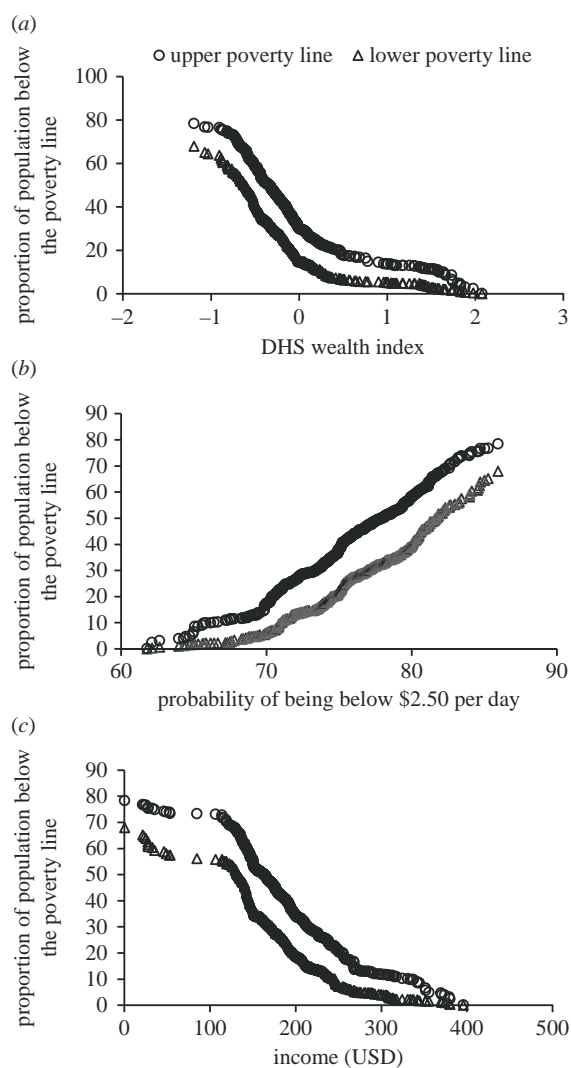 (a)
○ upper poverty line △ lower poverty line
proportion of population below
the poverty line
100
80
60
40
20
0
–2 –1 0 1 2 3
DHS wealth index
(b)
proportion of population below
the poverty line
90
80
70
60
50
40
30
20
10
0
60 70 80 90
probability of being below $2.50 per day
(c)
proportion of population below
the poverty line
90
80
70
60
50
40
30
20
10
0
0 100 200 300 400 500
income (USD)